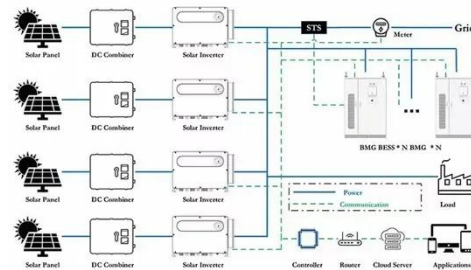 STS
Meter
Grid
Solar Panel DC Combiner Solar Inverter
Solar Panel DC Combiner Solar Inverter
BMG BESS * N BMG * N
Solar Panel DC Combiner Solar Inverter
Power
Communication
Load
Solar Panel DC Combiner Solar Inverter
Controller Router Cloud Server Applications